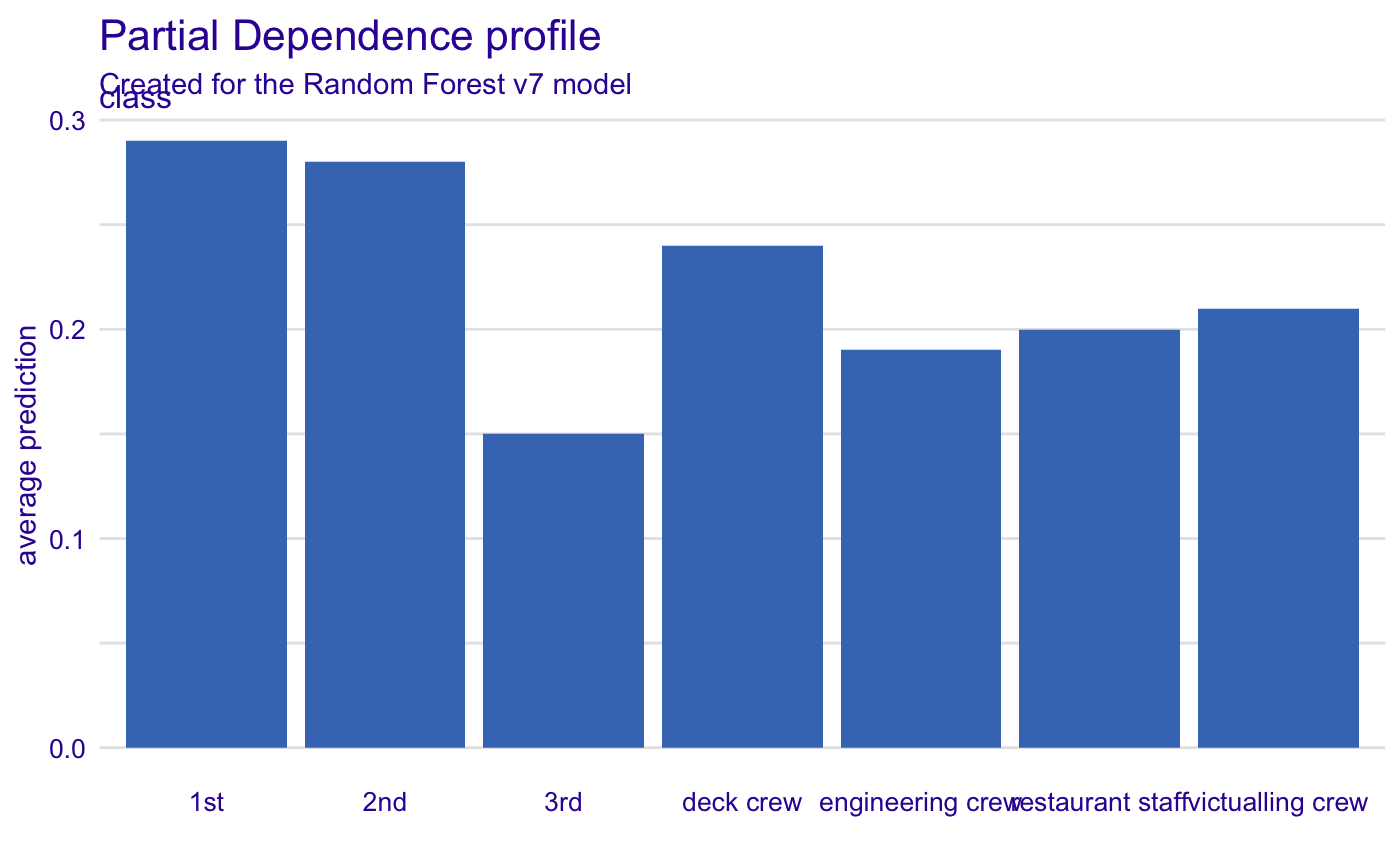 Partial Dependence profile
Created for the Random Forest v7 model
class
average prediction
0.3
0.2
0.1
0.0
1st
2nd
3rd
deck crew
engineering crew
restaurant staff
victualling crew